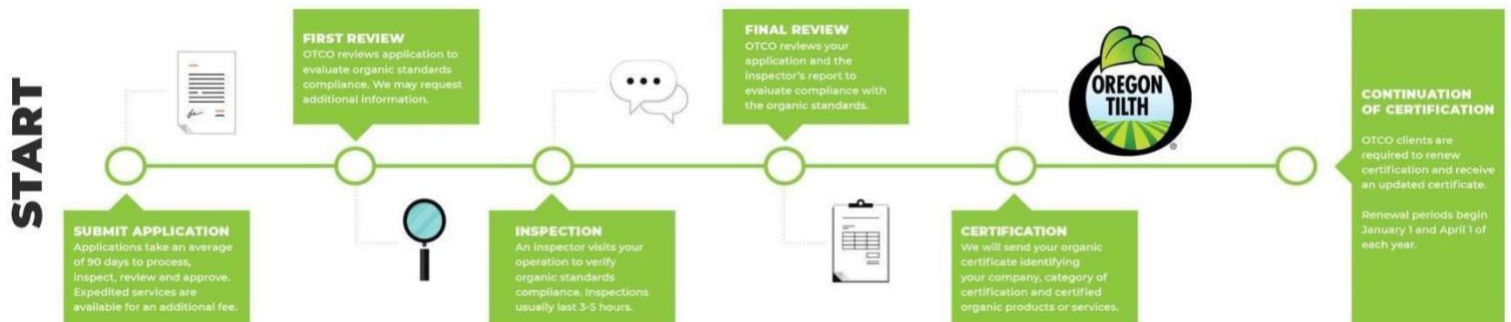 START
SUBMIT APPLICATION
Applications take an average
of 90 days to process,
inspect, review and approve.
Expedited services are
available for an additional fee.
FIRST REVIEW
OTCO reviews application to
evaluate organic standards
compliance. We may request
additional information.
INSPECTION
An inspector visits your
operation to verify
organic standards
compliance. Inspections
usually last 3-5 hours.
FINAL REVIEW
OTCO reviews your
application and the
inspector's report to
evaluate compliance with
the organic standards.
CERTIFICATION
We will send your organic
certificate identifying
your company, category of
certification and certified
organic products or services.
OREGON
TILTH
®
CONTINUATION
OF CERTIFICATION
OTCO clients are
required to renew
certification and receive
an updated certificate.
Renewal periods begin
January 1 and April 1 of
each year.